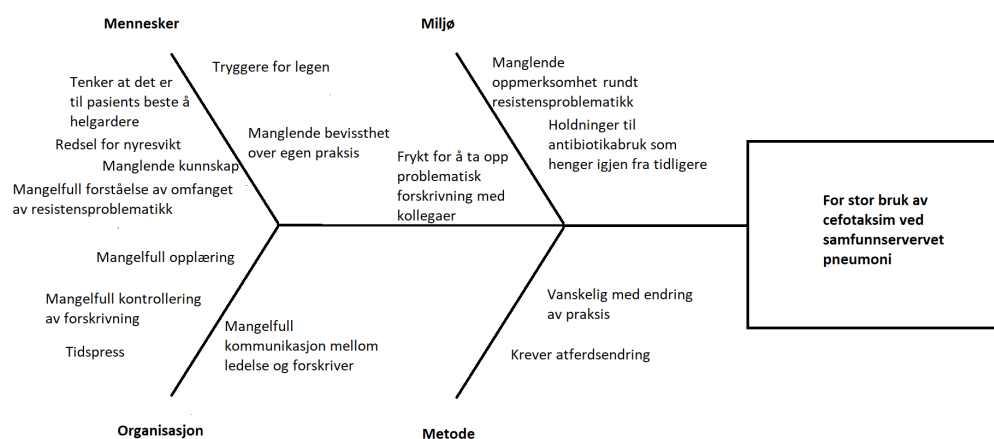 Mennesker
Miljø
Tryggere for legen
Tenker at det er
til pasients beste å
helgardere
Redsel for nyresvikt
Manglende kunnskap
Mangelfull forståelse av omfanget
av resistensproblematikk
Manglende bevissthet
over egen praksis
Manglende
oppmerksomhet rundt
resistensproblematikk
Holdninger til
antibiotikabruk som
henger igjen fra tidligere
Frykt for å ta opp
problematisk
forskrivning med
kollegaer
For stor bruk av
cefotaksim ved
samfunnservervet
pneumoni
Mangelfull opplæring
Mangelfull kontrollering
av forskrivning
Tidspress
Mangelfull
kommunikasjon mellom
ledelse og forskriver
Vanskelig med endring
av praksis
Krever atferdsendring
Organisasjon
Metode